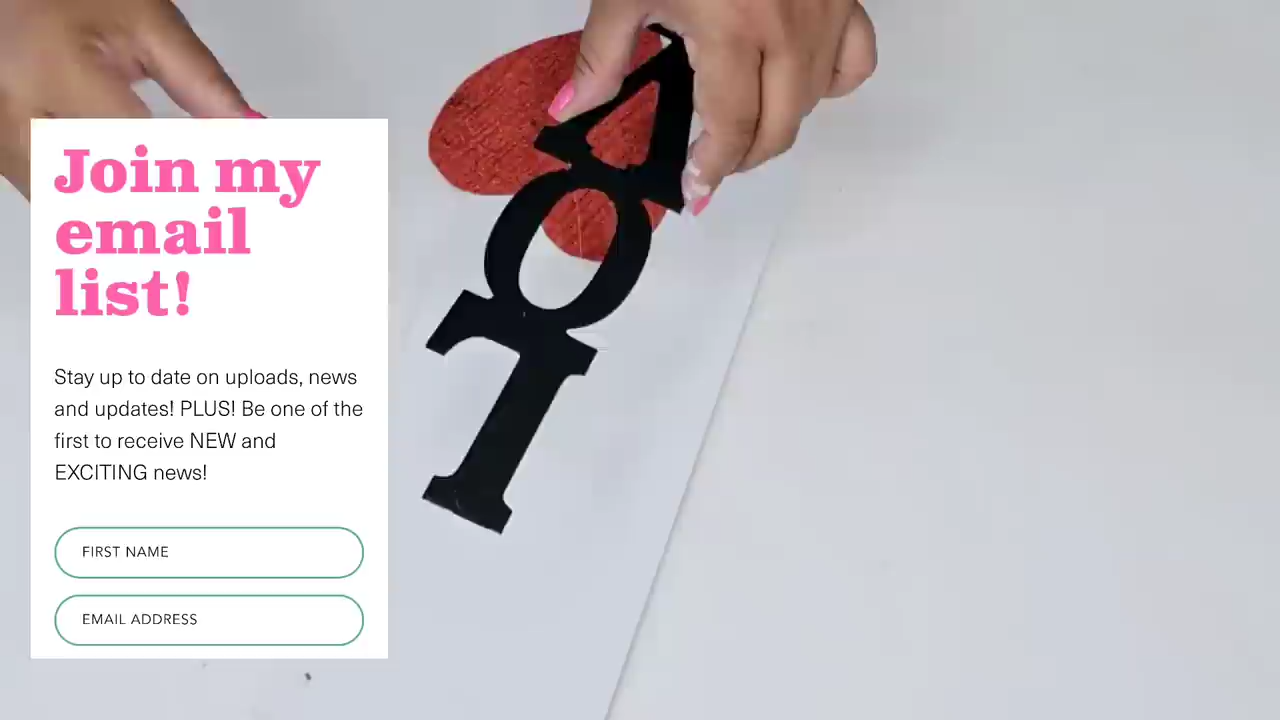 Join my
email
list!
Stay up to date on uploads, news
and updates! PLUS! Be one of the
first to receive NEW and
EXCITING news!
FIRST NAME
EMAIL ADDRESS